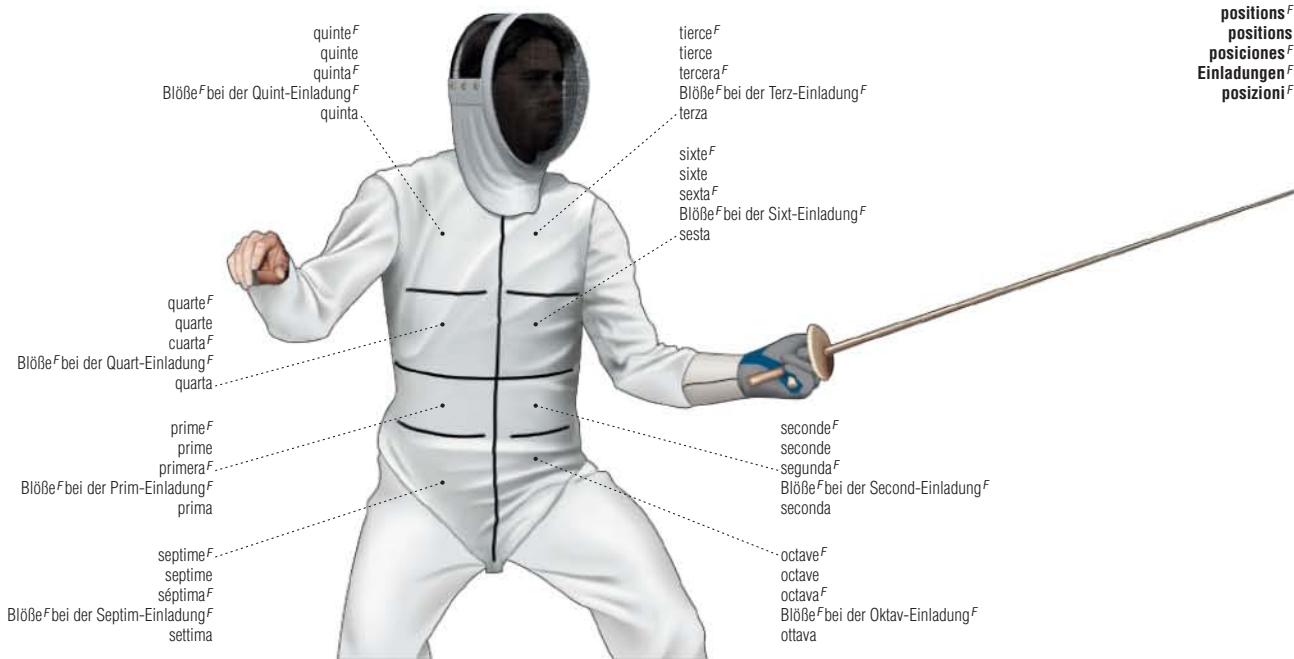 positions F
positions
posiciones F
Einladungen F
posizioni F
quinte F
quinte
quinta F
Blöße F bei der Quint-Einladung F
quinta
tierce F
tierce
tercera F
Blöße F bei der Terz-Einladung F
terza
sixte F
sixte
sexta F
Blöße F bei der Sixt-Einladung F
sesta
quarte F
quarte
cuarta F
Blöße F bei der Quart-Einladung F
quarta
prime F
prime
primera F
Blöße F bei der Prim-Einladung F
prima
seconde F
seconde
segunda F
Blöße F bei der Second-Einladung F
seconda
septime F
septime
séptima F
Blöße F bei der Septim-Einladung F
settima
octave F
octave
octava F
Blöße F bei der Oktav-Einladung F
ottava